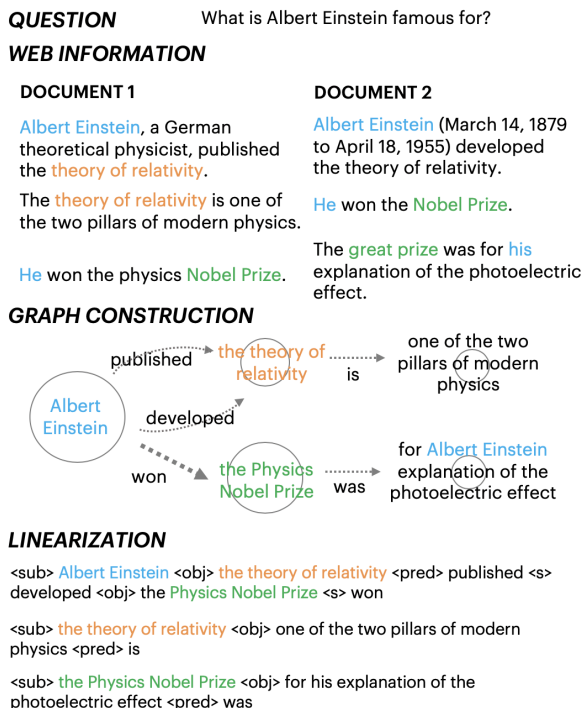 QUESTION What is Albert Einstein famous for?
WEB INFORMATION
DOCUMENT 1
Albert Einstein, a German
theoretical physicist, published
the theory of relativity.
The theory of relativity is one of
the two pillars of modern physics.
He won the physics Nobel Prize.
DOCUMENT 2
Albert Einstein (March 14, 1879
to April 18, 1955) developed
the theory of relativity.
He won the Nobel Prize.
The great prize was for his
explanation of the photoelectric
effect.
GRAPH CONSTRUCTION
Albert
Einstein
published
developed
won
the theory of
relativity
is
one of the two
pillars of modern
physics
the Physics
Nobel Prize
was
for Albert Einstein
explanation of the
photoelectric effect
LINEARIZATION
<sub> Albert Einstein <obj> the theory of relativity <pred> published <s>
developed <obj> the Physics Nobel Prize <s> won
<sub> the theory of relativity <obj> one of the two pillars of modern
physics <pred> is
<sub> the Physics Nobel Prize <obj> for his explanation of the
photoelectric effect <pred> was